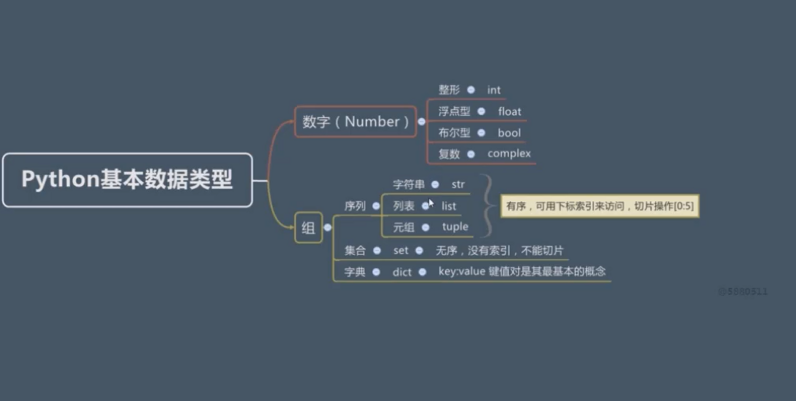 Python基本数据类型
数字（Number）
整形 int
浮点型 float
布尔型 bool
复数 complex
组
序列
字符串 str
列表 list
元组 tuple
有序，可用下标索引来访问，切片操作[0:5]
集合 set 无序，没有索引，不能切片
字典 dict key:value 键值对是其最基本的概念